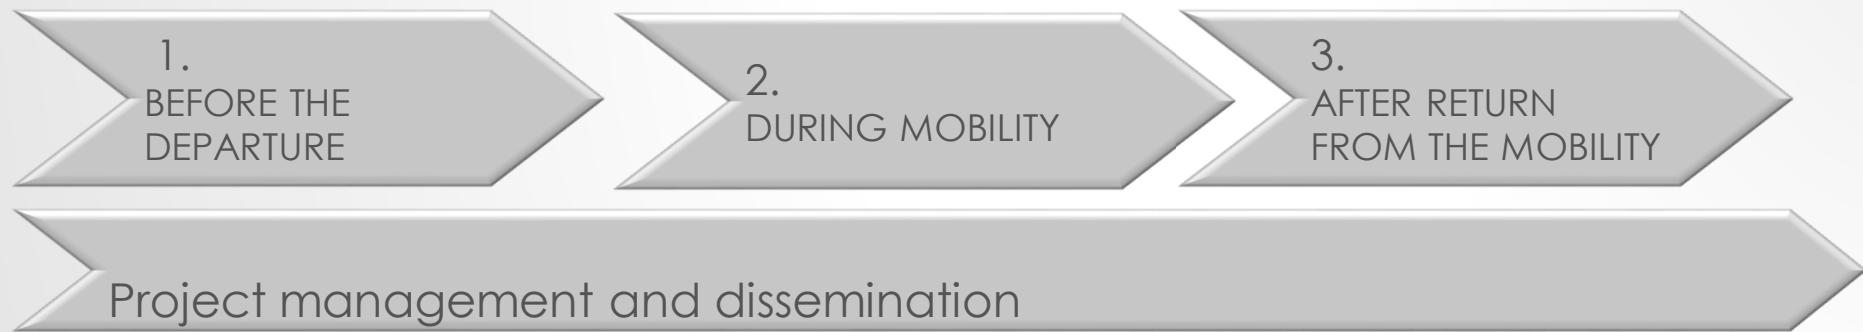 1.
BEFORE THE
DEPARTURE
2.
DURING MOBILITY
3.
AFTER RETURN
FROM THE MOBILITY
Project management and dissemination